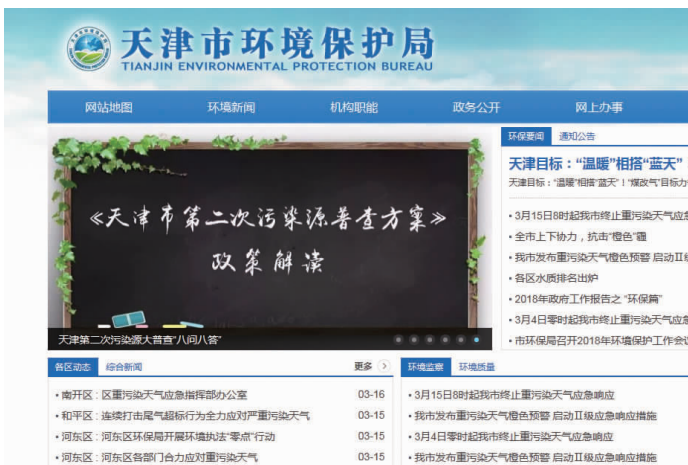 天津市环境保护局
TIANJIN ENVIRONMENTAL PROTECTION BUREAU
网站地图 环境新闻 机构职能 政务公开 网上办事
环保要闻 通知公告
天津目标：“温暖”相搭“蓝天”
天津目标：“温暖”相搭“蓝天”！“煤改气”目标力
• 3月15日8时起我市终止重污染天气应急
• 全市上下协力，抗击“橙色”霾
• 我市发布重污染天气橙色预警 启动II级
• 各区水质排名出炉
• 2018年政府工作报告之 “环保篇”
• 3月4日零时起我市终止重污染天气应急
• 市环保局召开2018年环境保护工作会议
《天津市第二次污染源普查方案》
政策解读
天津第二次污染源大普查“八问八答”
各区动态 综合新闻 更多
• 南开区：区重污染天气应急指挥部办公室 03-16
• 和平区：连续打击尾气超标行为全力应对严重污染天气 03-15
• 河东区：河东区环保局开展环境执法“零点”行动 03-15
• 河东区：河东区各部门合力应对重污染天气 03-15
环境监察 环境质量
• 3月15日8时起我市终止重污染天气应急响应
• 我市发布重污染天气橙色预警 启动II级应急响应措施
• 3月4日零时起我市终止重污染天气应急响应
• 我市发布重污染天气橙色预警 启动II级应急响应措施